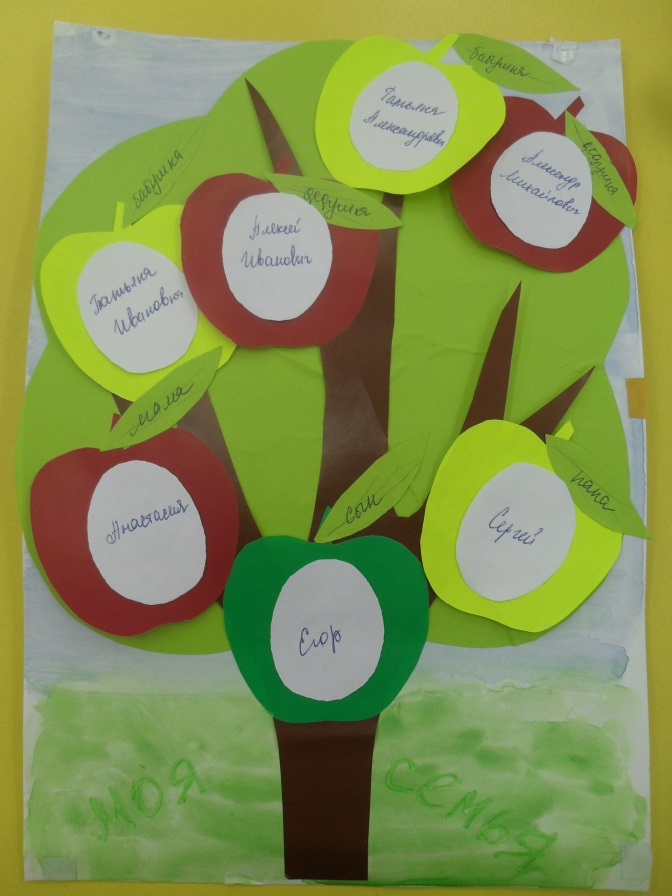 бабушка
Татьяна
Александровн
дедушка
Александр
Михайлович
бабушка
Татьяна
Ивановна
дедушка
Алексей
Иванович
мама
Анастасия
папа
Сергей
сын
Егор
МОЯ СЕМЬЯ